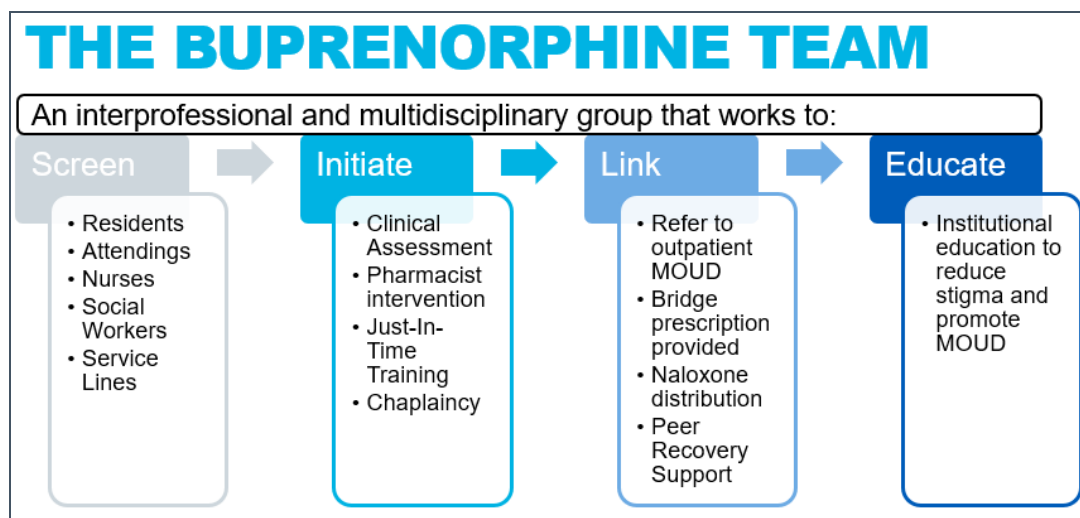 THE BUPRENORPHINE TEAM
An interprofessional and multidisciplinary group that works to:
Screen
• Residents
• Attendings
• Nurses
• Social
Workers
• Service
Lines
Initiate
• Clinical
Assessment
• Pharmacist
intervention
• Just-In-
Time
Training
• Chaplaincy
Link
• Refer to
outpatient
MOUD
• Bridge
prescription
provided
• Naloxone
distribution
• Peer
Recovery
Support
Educate
• Institutional
education to
reduce
stigma and
promote
MOUD